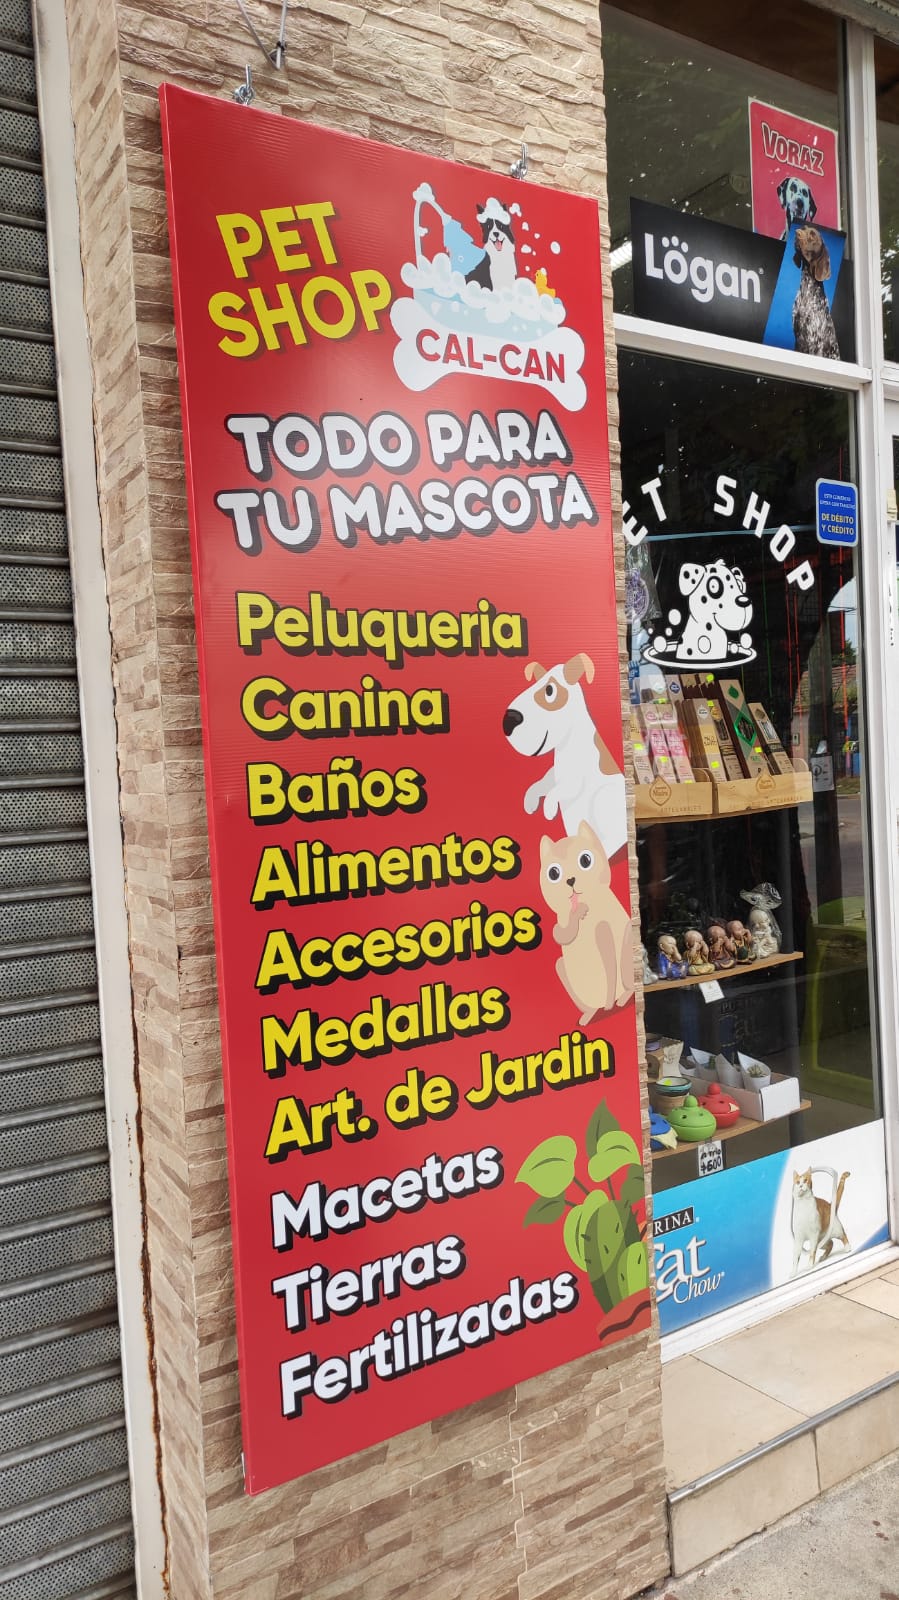 PET
SHOP
CAL-CAN
TODO PARA
TU MASCOTA
Peluqueria
Canina
Baños
Alimentos
Accesorios
Medallas
Art. de Jardin
Macetas
Tierras
Fertilizadas
VORAZ
Lögan
ET SHOP
DE DÉBITO
Y CRÉDITO
RINA
Cat
Chow